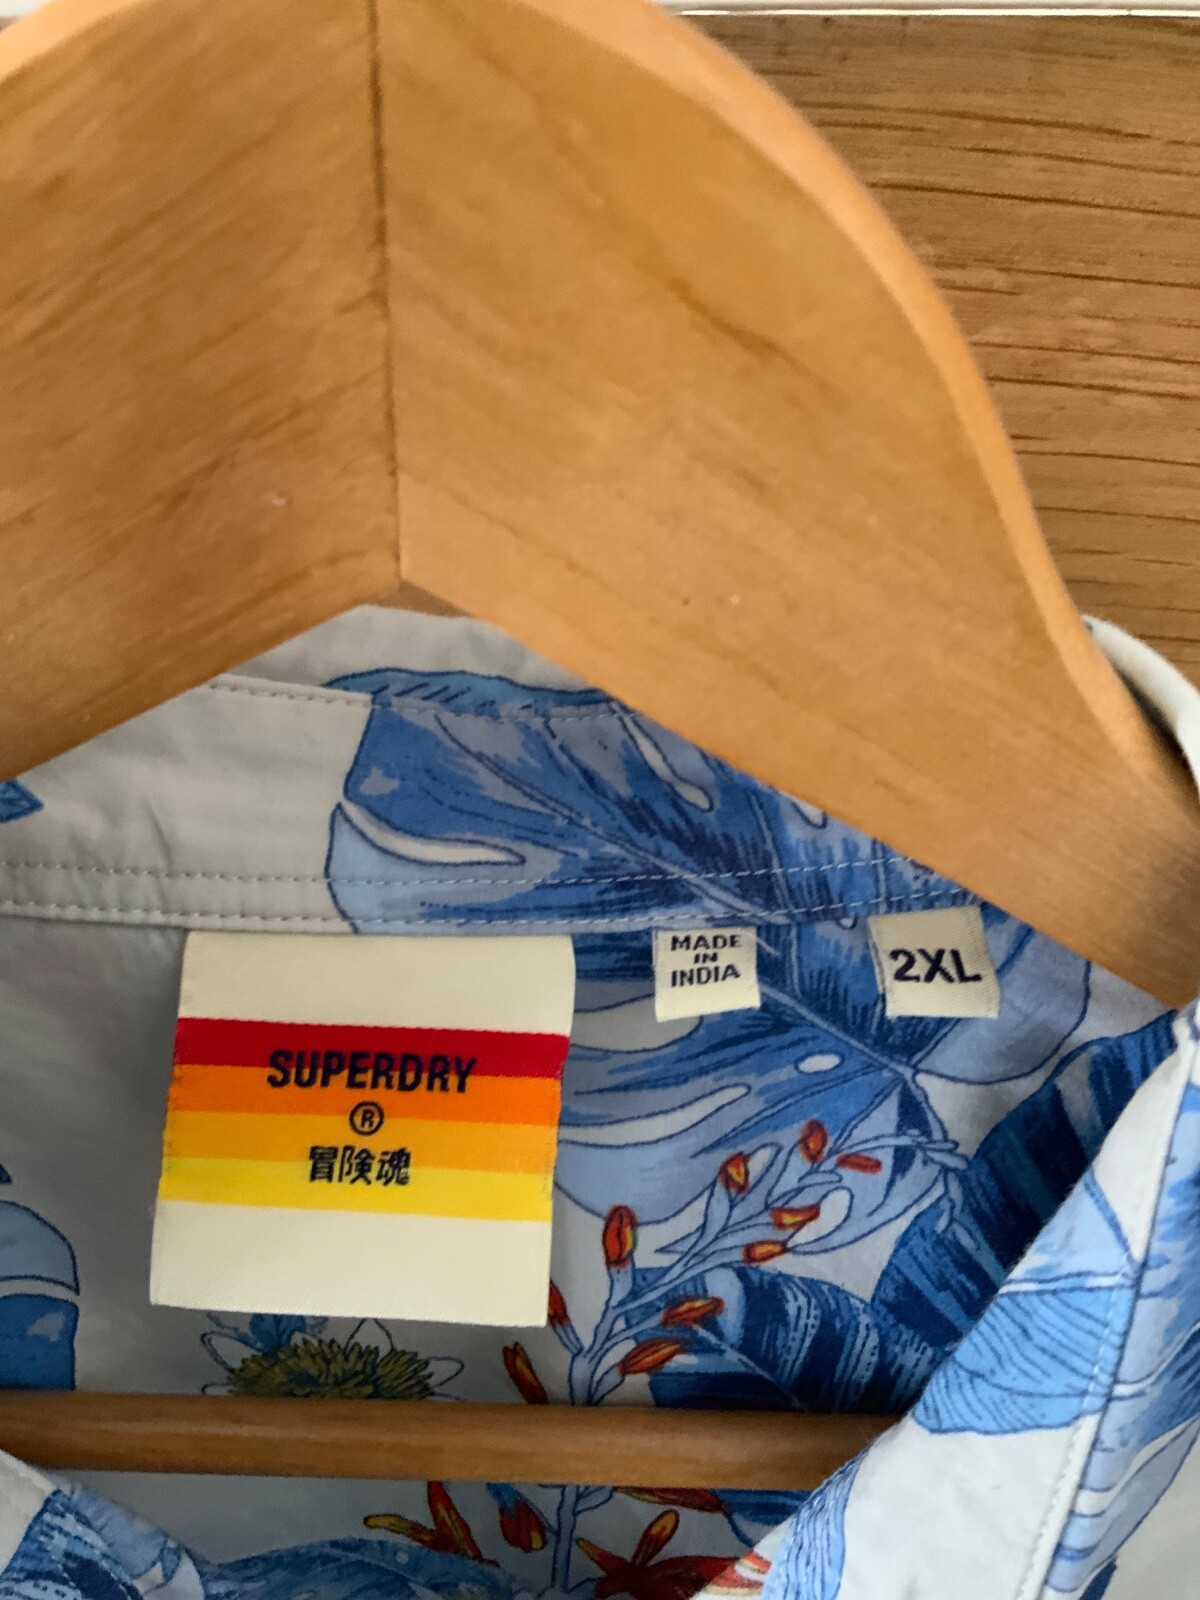 SUPERDRY
®
冒険魂
MADE
IN
INDIA
2XL